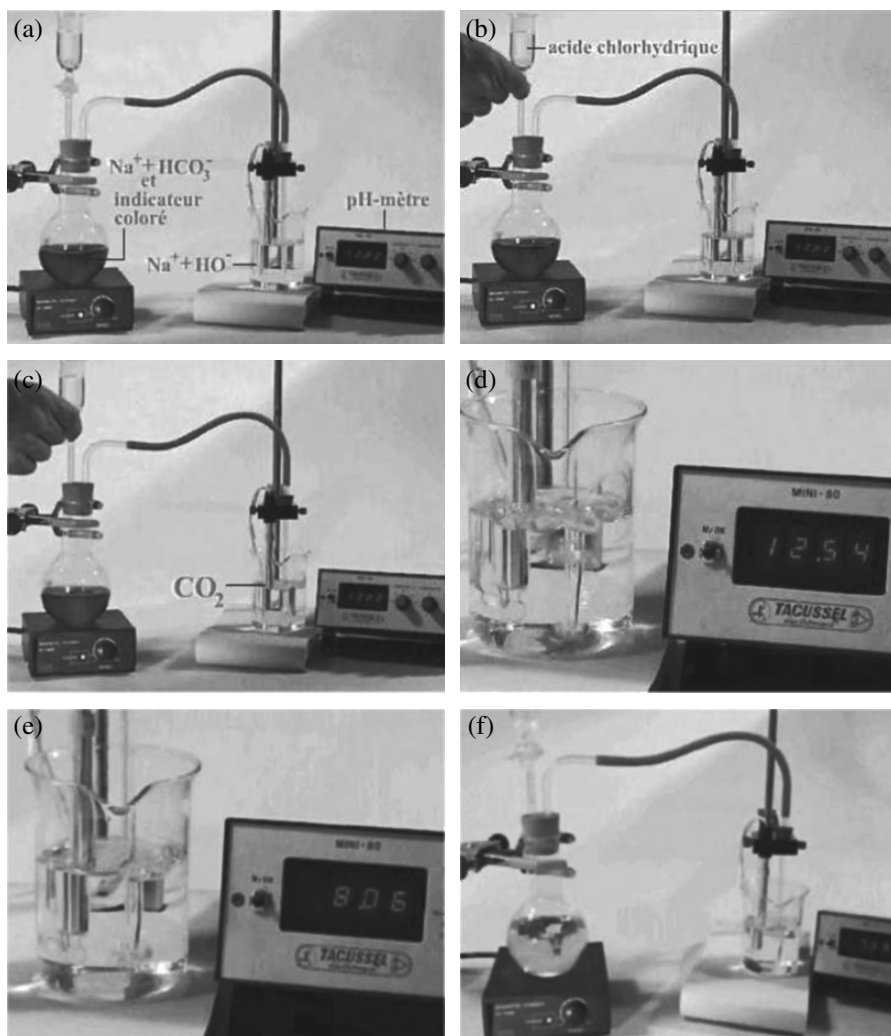 (a)
Na⁺+HCO₃⁻
et
indicateur
coloré
Na⁺+HO⁻
pH-mètre
(b)
acide chlorhydrique
(c)
CO₂
(d)
MINI-80
12.54
TACUSSEL
(e)
MINI-80
8.06
TACUSSEL
(f)